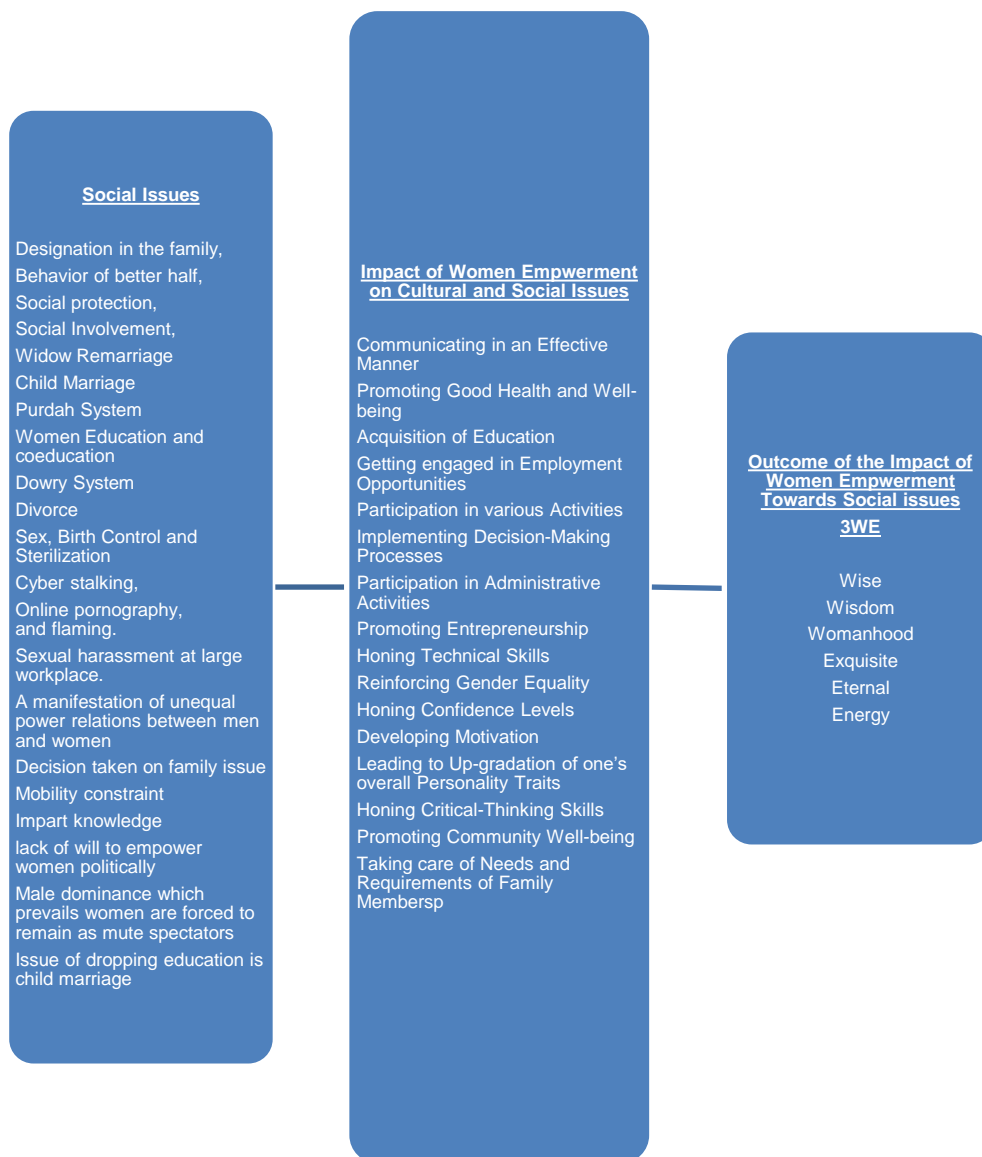 Social Issues
Designation in the family,
Behavior of better half,
Social protection,
Social Involvement,
Widow Remarriage
Child Marriage
Purdah System
Women Education and
coeducation
Dowry System
Divorce
Sex, Birth Control and
Sterilization
Cyber stalking,
Online pornography,
and flaming.
Sexual harassment at large
workplace.
A manifestation of unequal
power relations between men
and women
Decision taken on family issue
Mobility constraint
Impart knowledge
lack of will to empower
women politically
Male dominance which
prevails women are forced to
remain as mute spectators
Issue of dropping education is
child marriage
Impact of Women Empwerment
on Cultural and Social Issues
Communicating in an Effective
Manner
Promoting Good Health and Well-
being
Acquisition of Education
Getting engaged in Employment
Opportunities
Participation in various Activities
Implementing Decision-Making
Processes
Participation in Administrative
Activities
Promoting Entrepreneurship
Honing Technical Skills
Reinforcing Gender Equality
Honing Confidence Levels
Developing Motivation
Leading to Up-gradation of one's
overall Personality Traits
Honing Critical-Thinking Skills
Promoting Community Well-being
Taking care of Needs and
Requirements of Family
Membersp
Outcome of the Impact of
Women Empwerment
Towards Social issues
3WE
Wise
Wisdom
Womanhood
Exquisite
Eternal
Energy